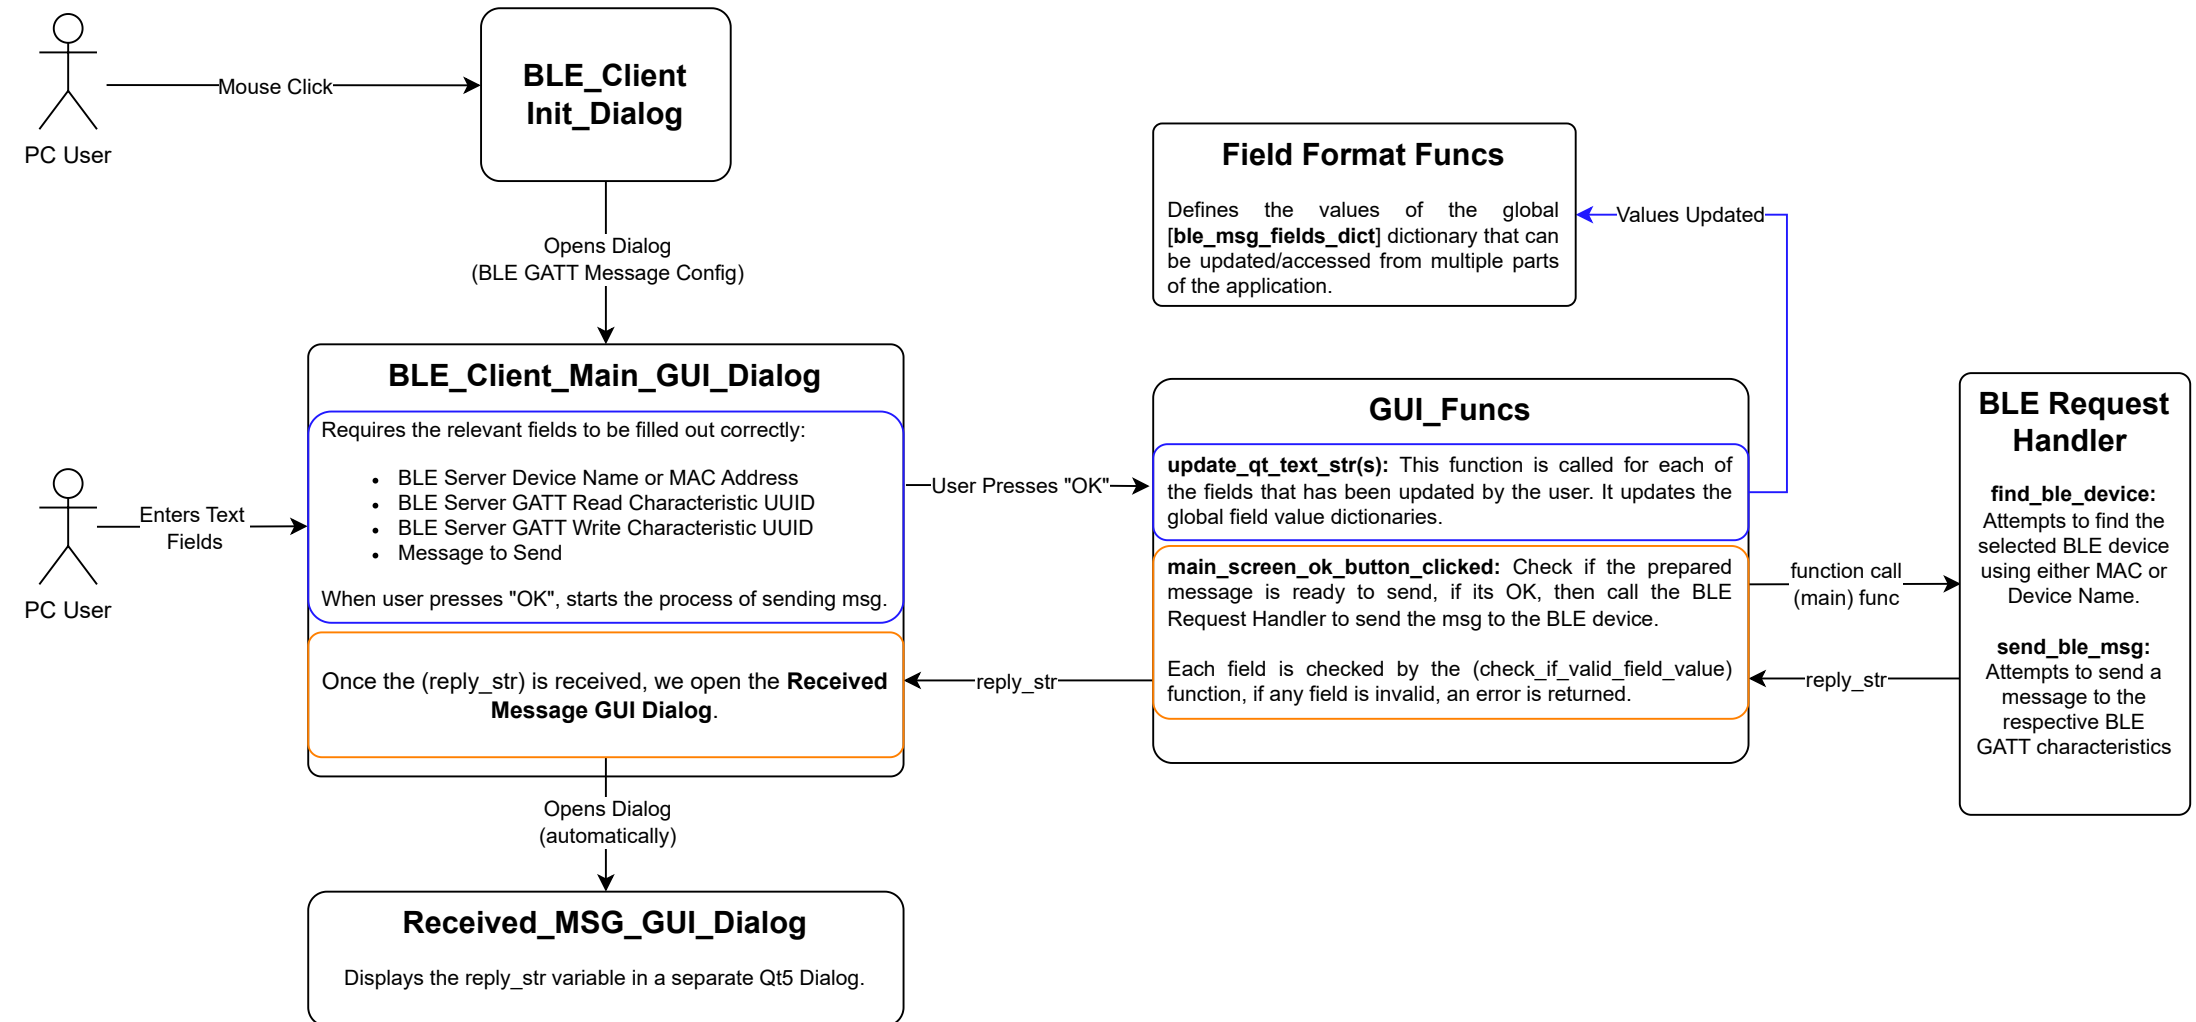 BLE_Client
Init_Dialog
Mouse Click
PC User
Opens Dialog
(BLE GATT Message Config)
Field Format Funcs
Defines the values of the global
[ble_msg_fields_dict] dictionary that can
be updated/accessed from multiple parts
of the application.
Values Updated
BLE_Client_Main_GUI_Dialog
Requires the relevant fields to be filled out correctly:
• BLE Server Device Name or MAC Address
• BLE Server GATT Read Characteristic UUID
• BLE Server GATT Write Characteristic UUID
• Message to Send
When user presses "OK", starts the process of sending msg.
Enters Text
Fields
PC User
Once the (reply_str) is received, we open the Received
Message GUI Dialog.
User Presses "OK"
reply_str
GUI_Funcs
update_qt_text_str(s): This function is called for each of
the fields that has been updated by the user. It updates the
global field value dictionaries.
main_screen_ok_button_clicked: Check if the prepared
message is ready to send, if its OK, then call the BLE
Request Handler to send the msg to the BLE device.
Each field is checked by the (check_if_valid_field_value)
function, if any field is invalid, an error is returned.
function call
(main) func
reply_str
BLE Request
Handler
find_ble_device:
Attempts to find the
selected BLE device
using either MAC or
Device Name.
send_ble_msg:
Attempts to send a
message to the
respective BLE
GATT characteristics
Opens Dialog
(automatically)
Received_MSG_GUI_Dialog
Displays the reply_str variable in a separate Qt5 Dialog.